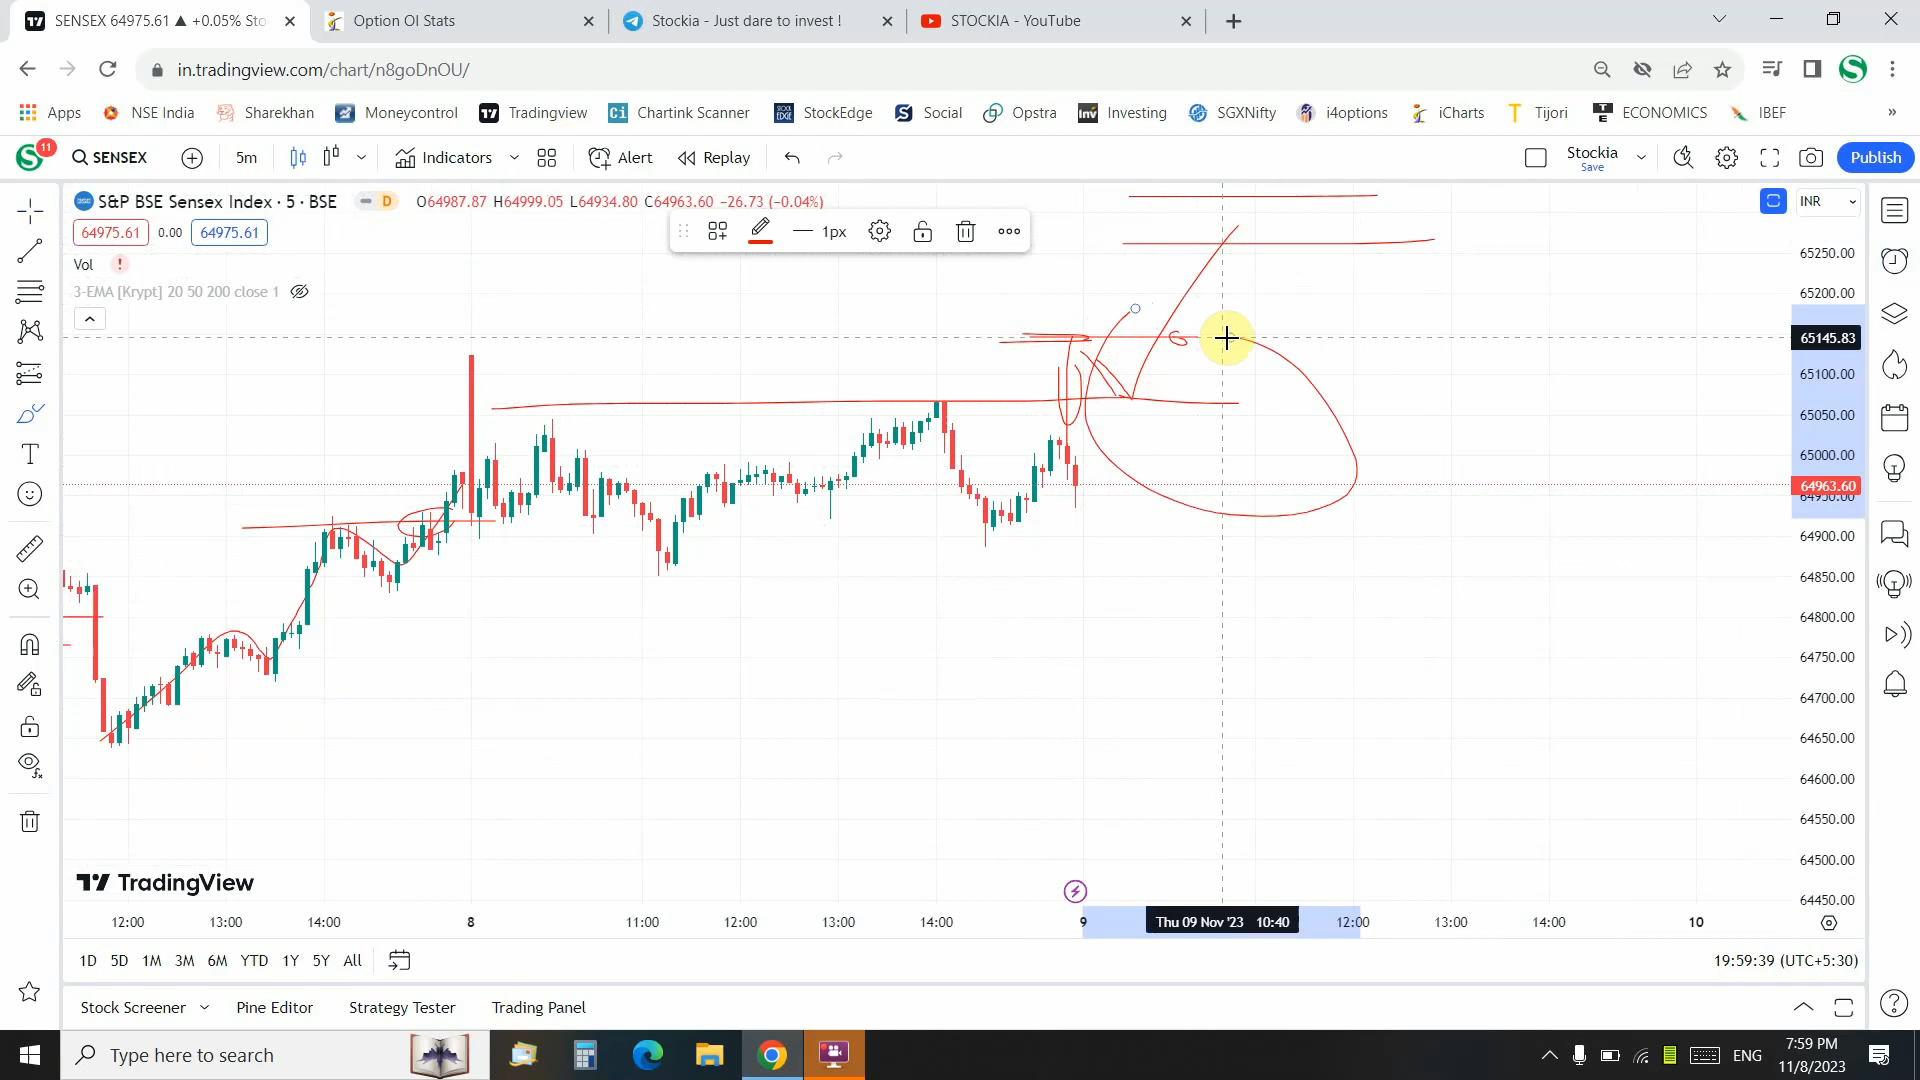 SENSEX 64975.61 ▲ +0.05% Sto
Option OI Stats
Stockia - Just dare to invest !
STOCKIA - YouTube
in.tradingview.com/chart/n8goDnOU/
Apps
NSE India
Sharekhan
Moneycontrol
Tradingview
Chartink Scanner
StockEdge
Social
Opstra
Investing
SGXNifty
i4options
iCharts
Tijori
ECONOMICS
IBEF
»
11
SENSEX
5m
Indicators
Alert
Replay
Stockia
Save
Publish
S&P BSE Sensex Index · 5 · BSE
D
O64987.87 H64999.05 L64934.80 C64963.60 −26.73 (−0.04%)
INR
64975.61 0.00 64975.61
1px
Vol
3-EMA [Krypt] 20 50 200 close 1
65250.00
65200.00
65145.83
65100.00
65050.00
65000.00
64963.60
64950.00
64900.00
64850.00
64800.00
64750.00
64700.00
64650.00
64600.00
64550.00
64500.00
64450.00
TradingView
12:00 13:00 14:00 8 11:00 12:00 13:00 14:00 9 Thu 09 Nov '23 10:40 12:00 13:00 14:00 10
1D 5D 1M 3M 6M YTD 1Y 5Y All
19:59:39 (UTC+5:30)
Stock Screener
Pine Editor
Strategy Tester
Trading Panel
Type here to search
ENG
7:59 PM
11/8/2023